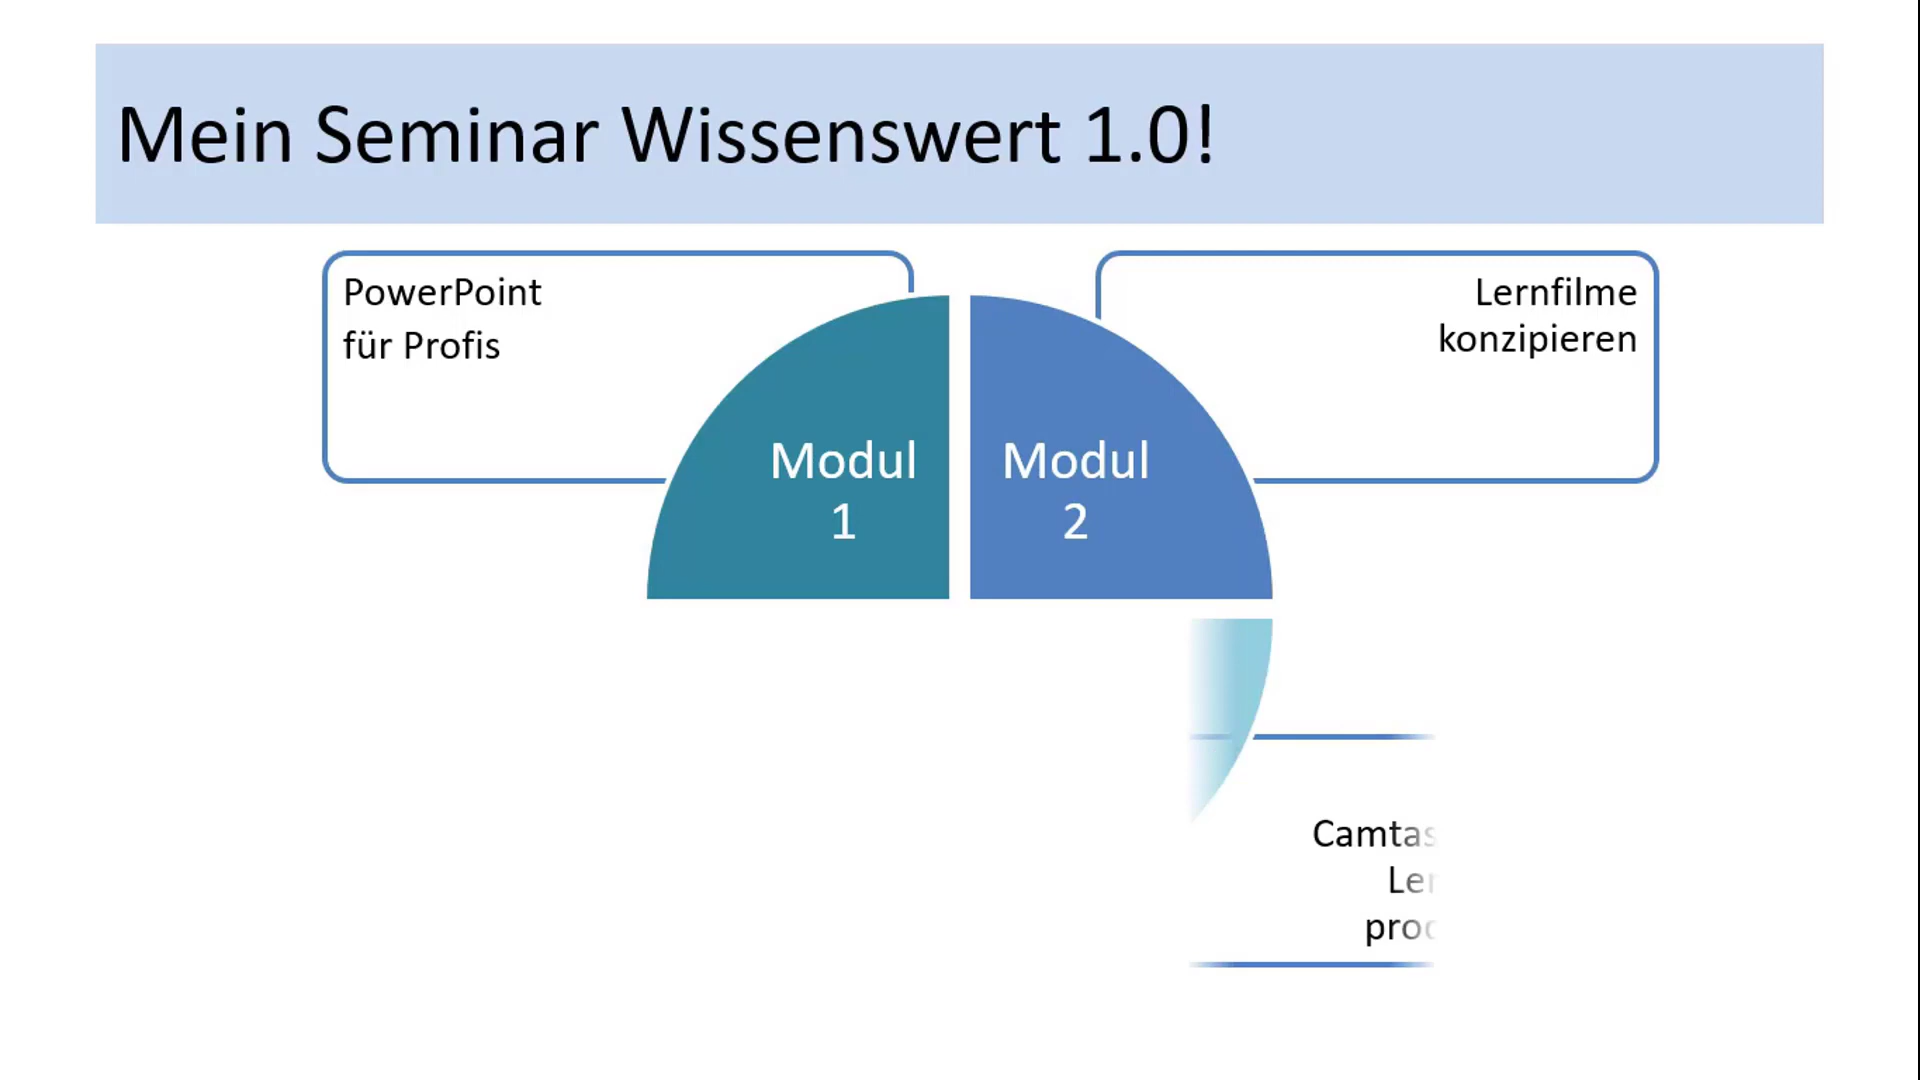 Mein Seminar Wissenswert 1.0!
PowerPoint
für Profis
Lernfilme
konzipieren
Modul
1
Modul
2